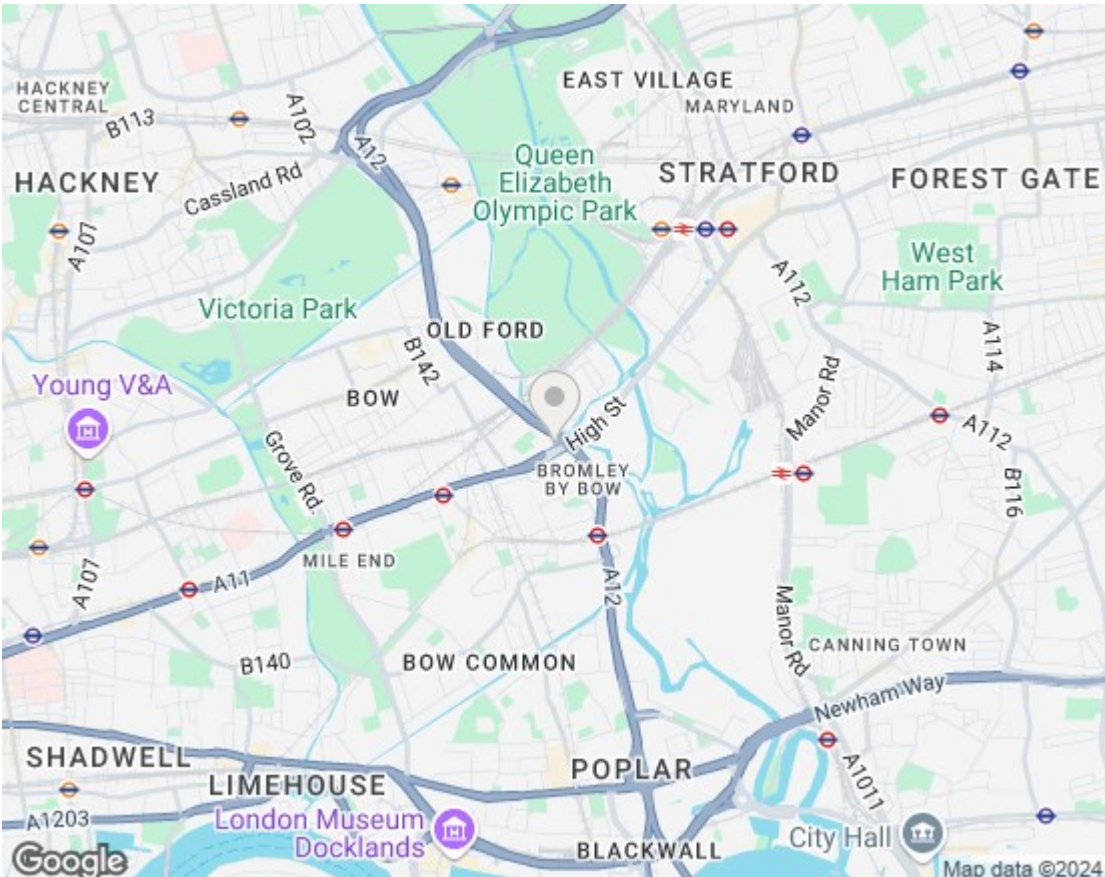 EAST VILLAGE
HACKNEY
CENTRAL
A102
MARYLAND
B113
A12
Queen
Elizabeth
Olympic Park
STRATFORD
HACKNEY
FOREST GATE
Cassland Rd
A107
West
Ham Park
A112
Victoria Park
OLD FORD
A114
B142
Manor Rd
Young V&A
BOW
High St
A112
Grove Rd.
BROMLEY
BY BOW
B116
MILE END
A11
A107
A12
Manor Rd
B140
BOW COMMON
CANNING TOWN
Newham Way
SHADWELL
LIMEHOUSE
POPLAR
A1011
A1203
London Museum
Docklands
City Hall
BLACKWALL
Google
Map data ©2024